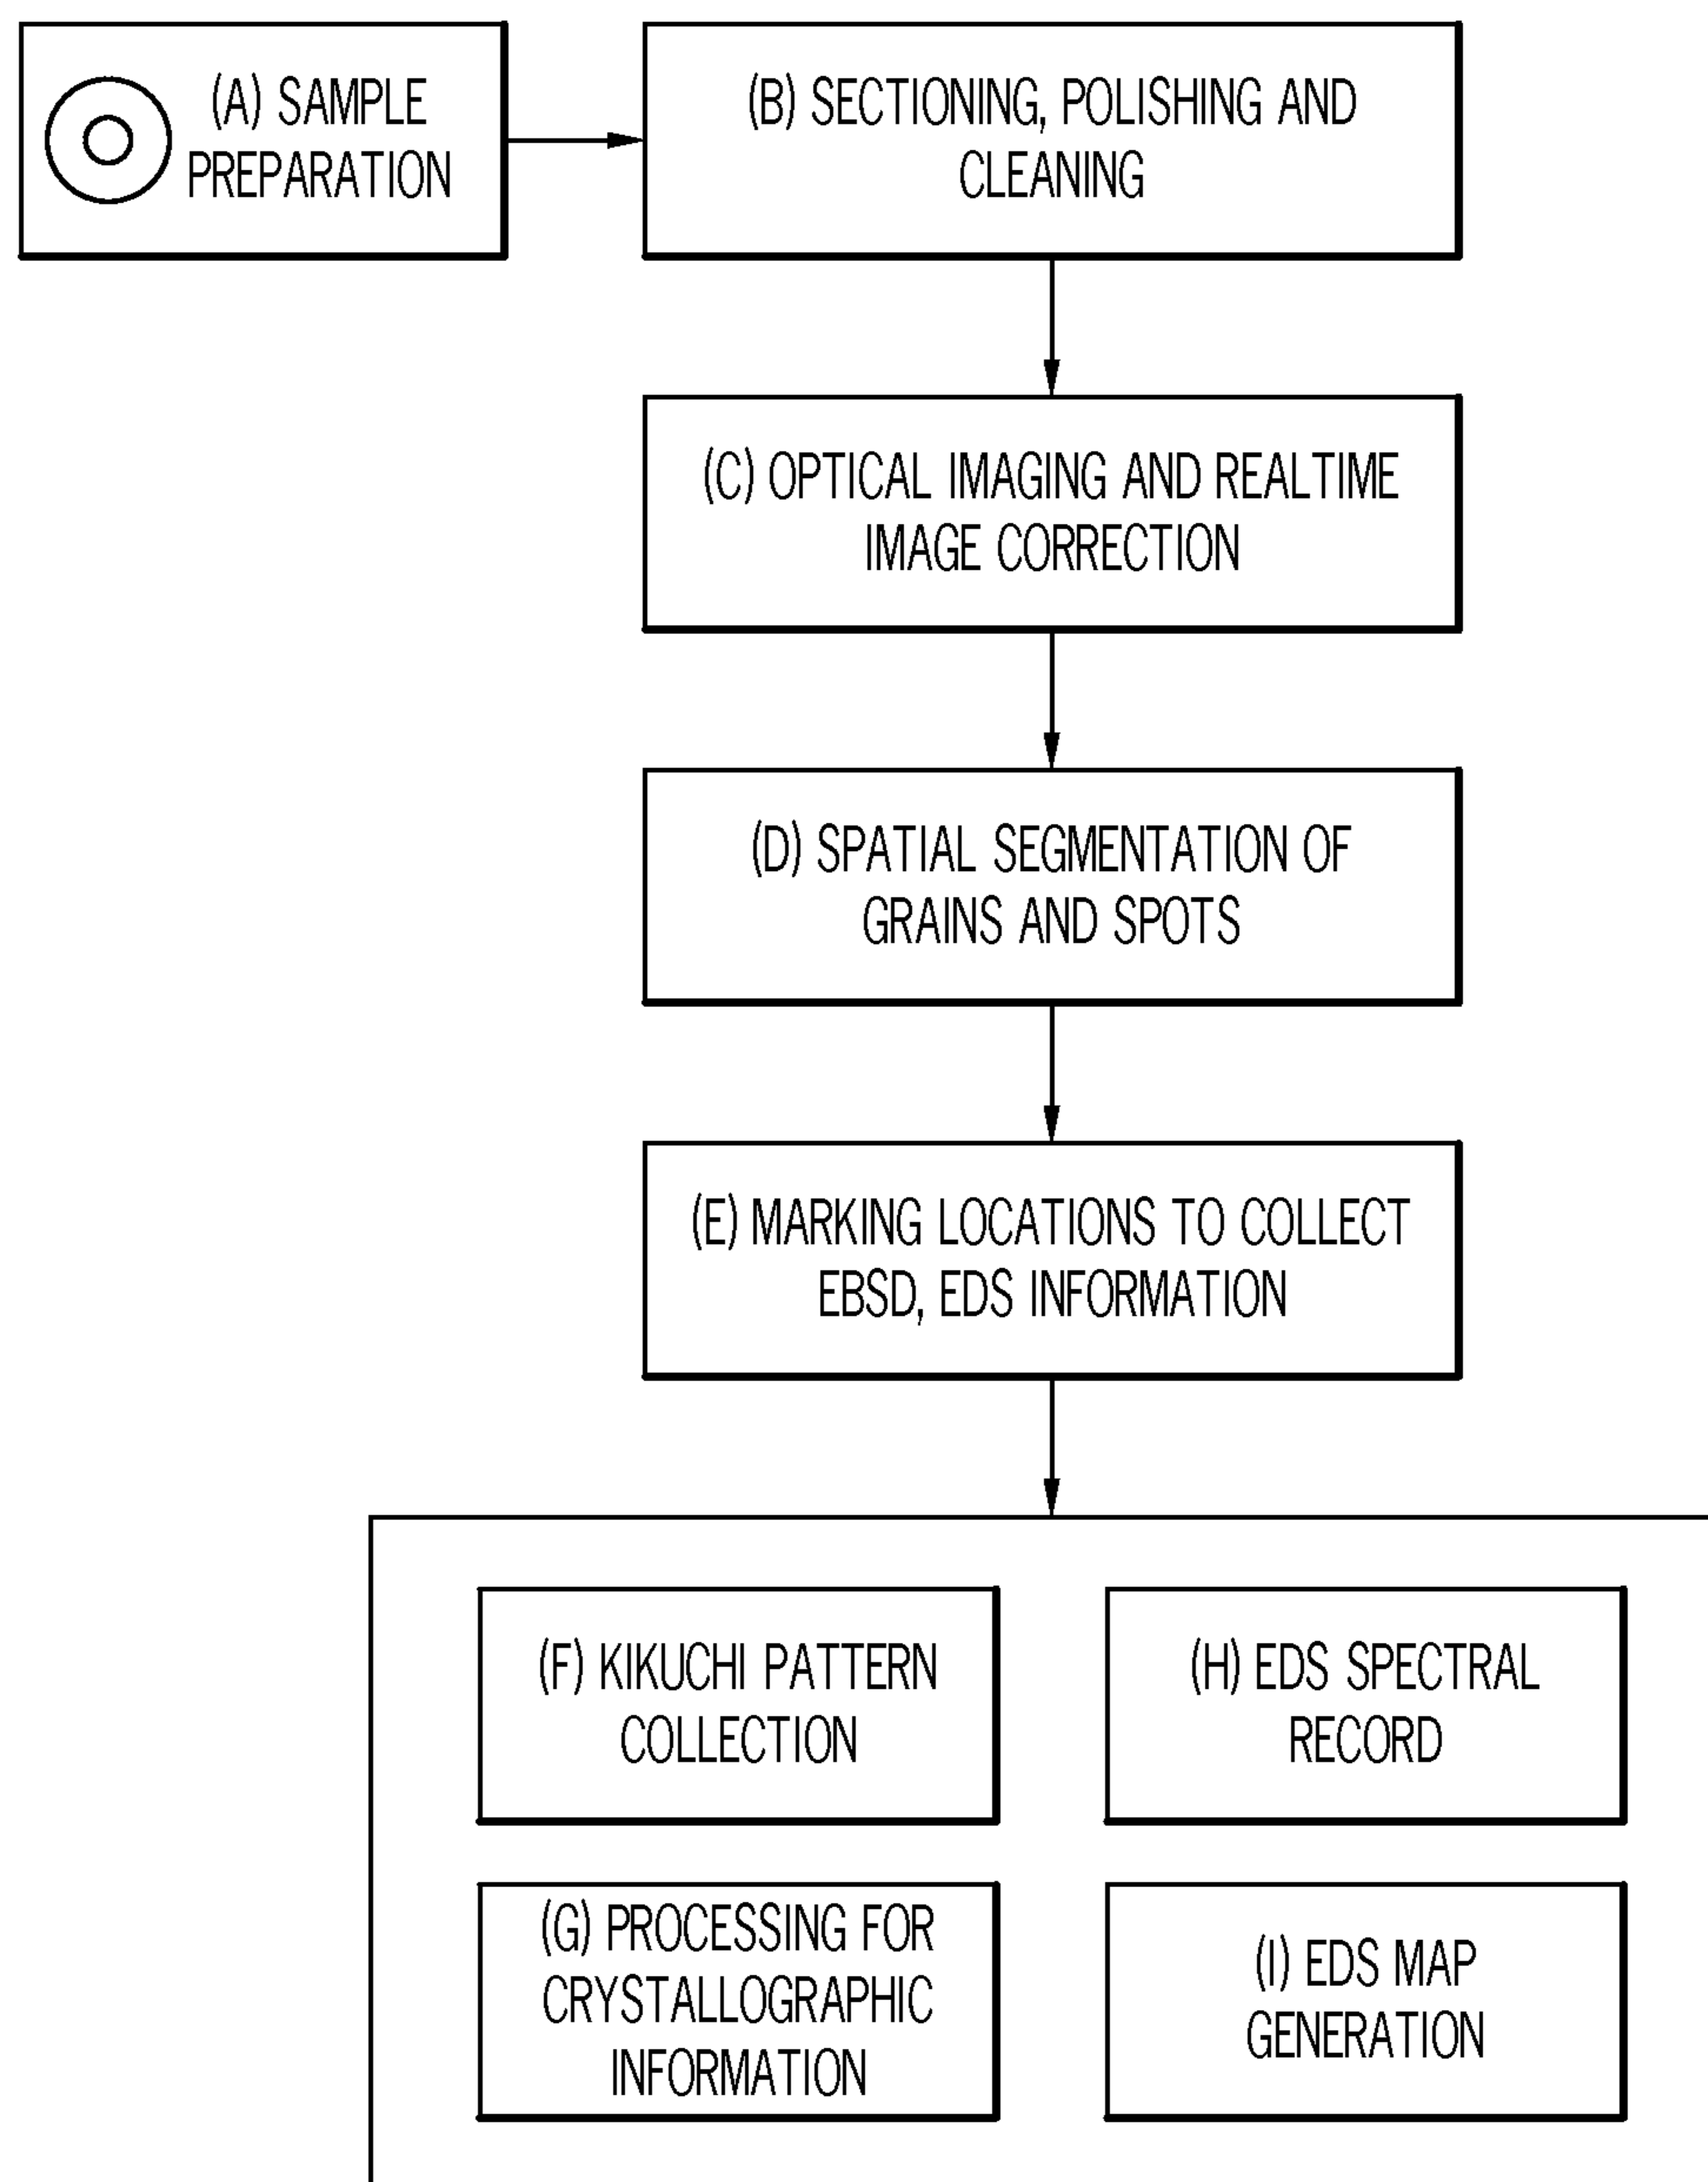 (A) SAMPLE
PREPARATION
(B) SECTIONING, POLISHING AND
CLEANING
(C) OPTICAL IMAGING AND REALTIME
IMAGE CORRECTION
(D) SPATIAL SEGMENTATION OF
GRAINS AND SPOTS
(E) MARKING LOCATIONS TO COLLECT
EBSD, EDS INFORMATION
(F) KIKUCHI PATTERN
COLLECTION
(H) EDS SPECTRAL
RECORD
(G) PROCESSING FOR
CRYSTALLOGRAPHIC
INFORMATION
(I) EDS MAP
GENERATION